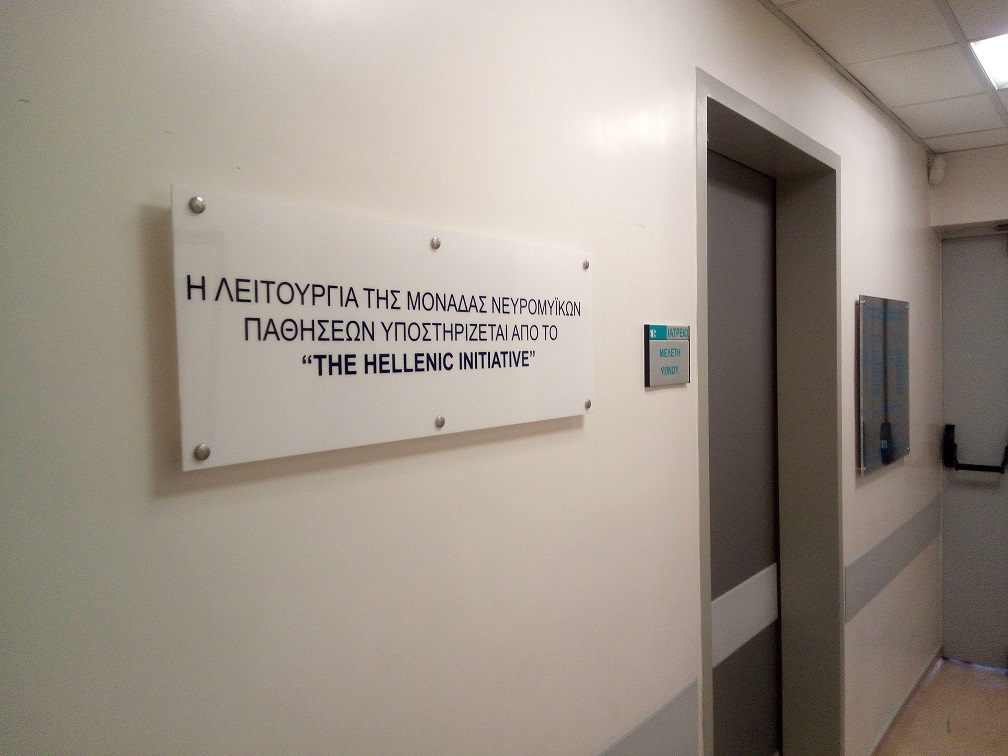 Η ΛΕΙΤΟΥΡΓΙΑ ΤΗΣ ΜΟΝΑΔΑΣ ΝΕΥΡΟΜΥΪΚΩΝ
ΠΑΘΗΣΕΩΝ ΥΠΟΣΤΗΡΙΖΕΤΑΙ ΑΠΟ ΤΟ
“THE HELLENIC INITIATIVE”
ΙΑΤΡΕΙΟ
ΜΕΛΕΤΗ
ΥΠΝΟΥ